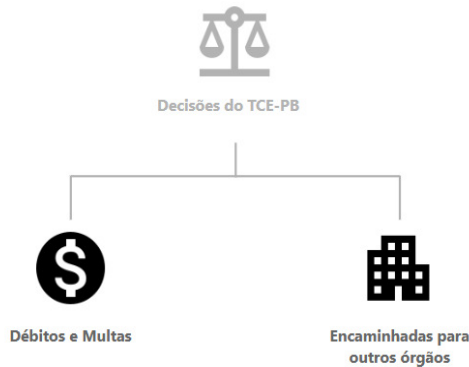 Decisões do TCE-PB
Débitos e Multas
Encaminhadas para
outros órgãos